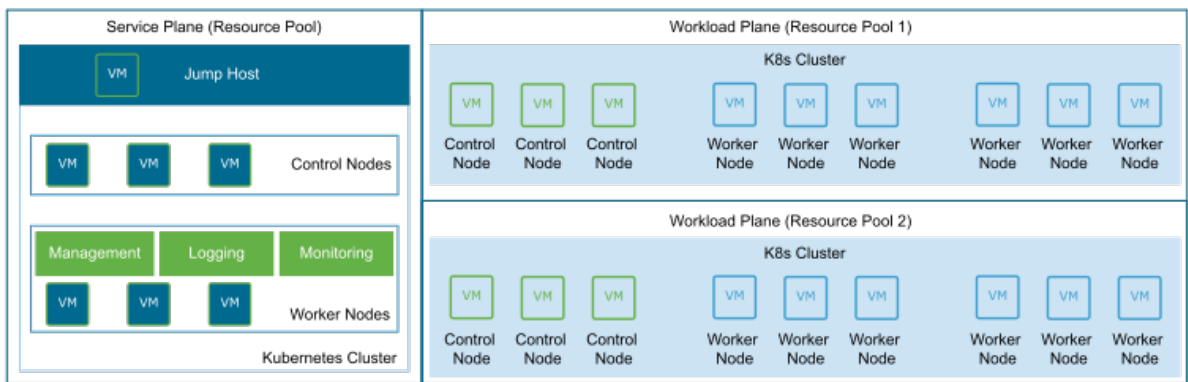 Service Plane (Resource Pool)
VM
Jump Host
VM VM VM Control Nodes
Management Logging Monitoring
VM VM VM
Worker Nodes
Kubernetes Cluster
Workload Plane (Resource Pool 1)
K8s Cluster
VM VM VM VM VM VM VM VM VM
Control Control Control Worker Worker Worker Worker Worker Worker
Node Node Node Node Node Node Node Node Node
Workload Plane (Resource Pool 2)
K8s Cluster
VM VM VM VM VM VM VM VM VM
Control Control Control Worker Worker Worker Worker Worker Worker
Node Node Node Node Node Node Node Node Node